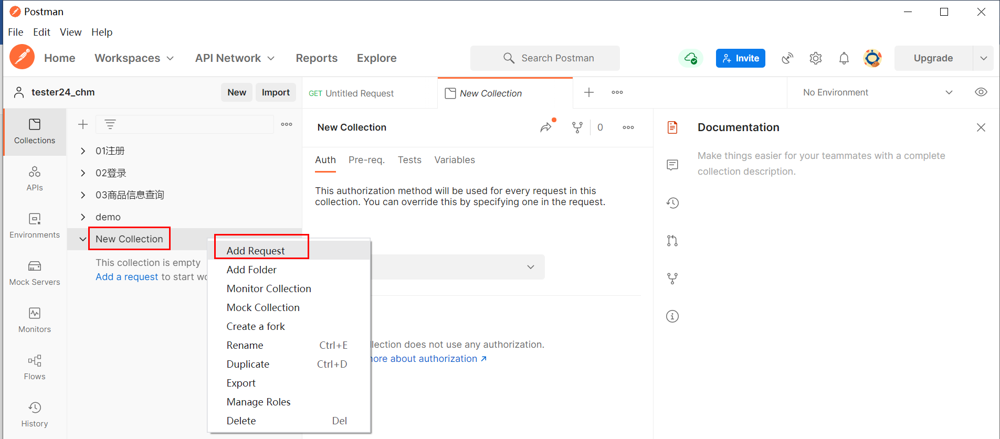 Postman
File Edit View Help
Home Workspaces API Network Reports Explore Search Postman Invite Upgrade
tester24_chm New Import GET Untitled Request New Collection No Environment
Collections
APIs
Environments
Mock Servers
Monitors
Flows
History
01注册
02登录
03商品信息查询
demo
New Collection
This collection is empty
Add a request to start wo
Add Request
Add Folder
Monitor Collection
Mock Collection
Create a fork
Rename Ctrl+E
Duplicate Ctrl+D
Export
Manage Roles
Delete Del
New Collection 0
Auth Pre-req. Tests Variables
This authorization method will be used for every request in this
collection. You can override this by specifying one in the request.
llection does not use any authorization.
more about authorization ↗
Documentation
Make things easier for your teammates with a complete
collection description.